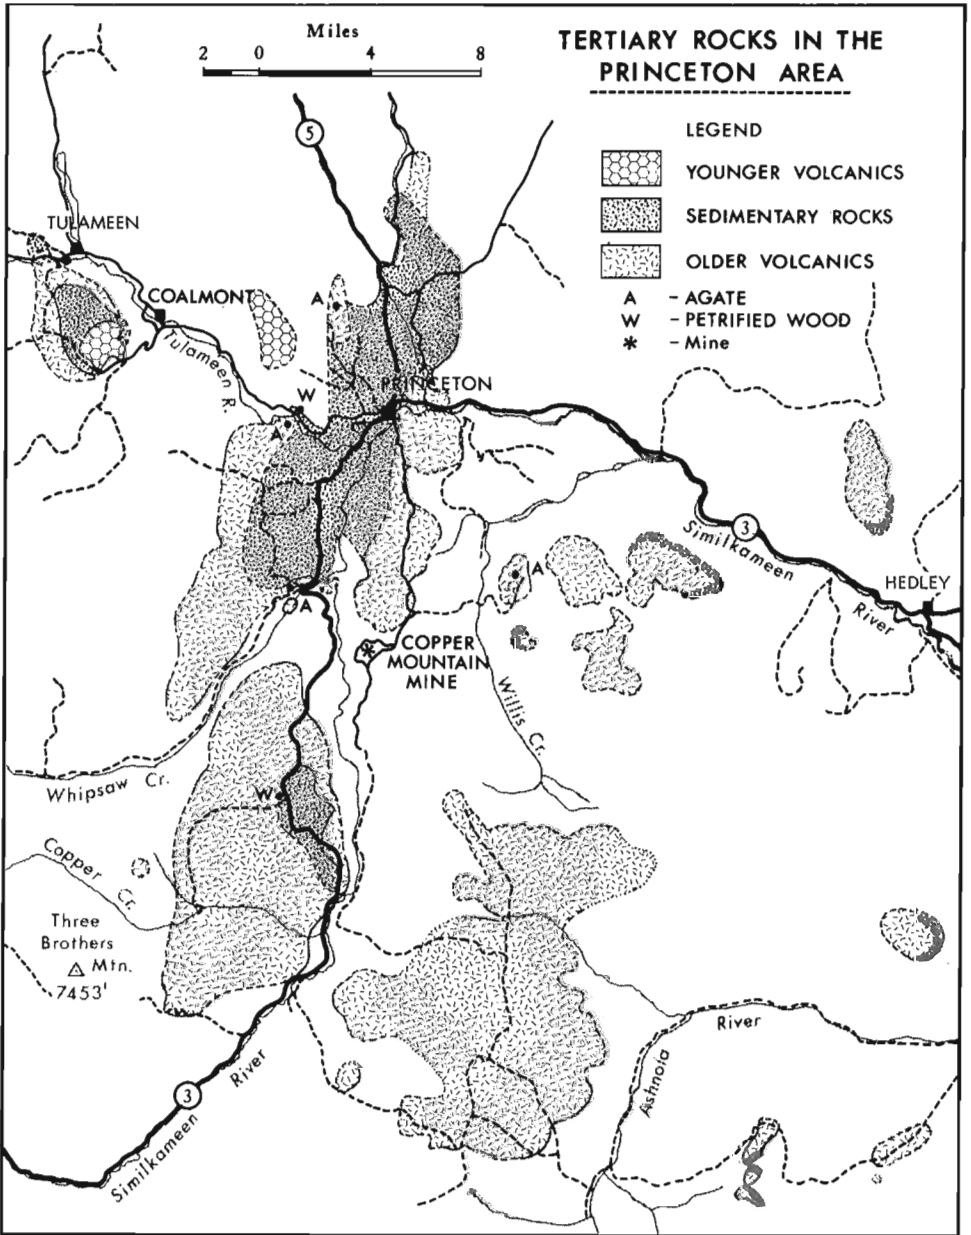 Miles
2 0 4 8
TERTIARY ROCKS IN THE
PRINCETON AREA
LEGEND
YOUNGER VOLCANICS
SEDIMENTARY ROCKS
OLDER VOLCANICS
A - AGATE
W - PETRIFIED WOOD
* - Mine
5
TULAMEEN
COALMONT
A
Tulameen R.
W
PRINCETON
A
3
Similkameen
River
HEDLEY
A
A
COPPER
MOUNTAIN
MINE
*
Willis Cr.
Whipsaw Cr.
W
Copper Cr.
Three
Brothers
Mtn.
7453'
River
Ashnola
3
Similkameen River